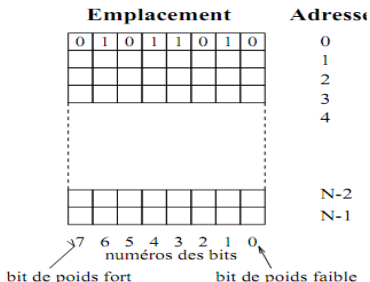 Emplacement Adresse
0 1 0 1 1 0 1 0 0
1
2
3
4
N-2
N-1
7 6 5 4 3 2 1 0
numéros des bits
bit de poids fort bit de poids faible